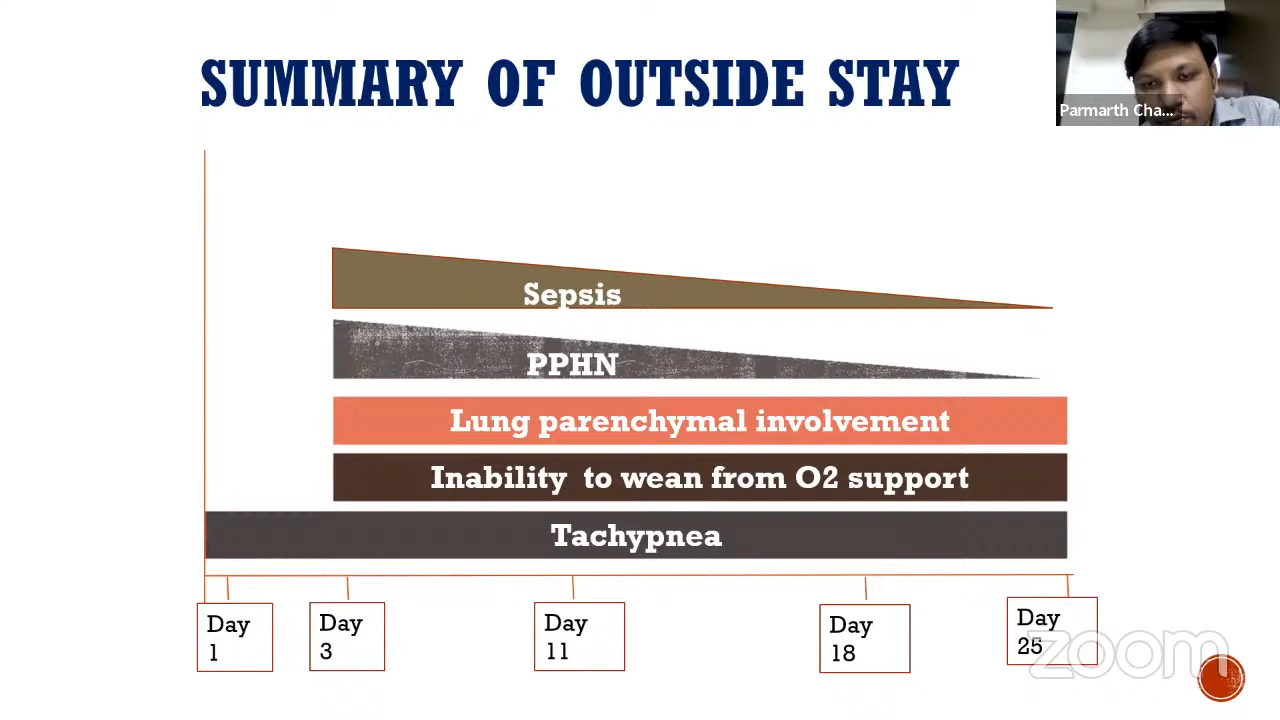 SUMMARY OF OUTSIDE STAY
Parmarth Cha...
Sepsis
PPHN
Lung parenchymal involvement
Inability to wean from O2 support
Tachypnea
Day
1
Day
3
Day
11
Day
18
Day
25
zoom